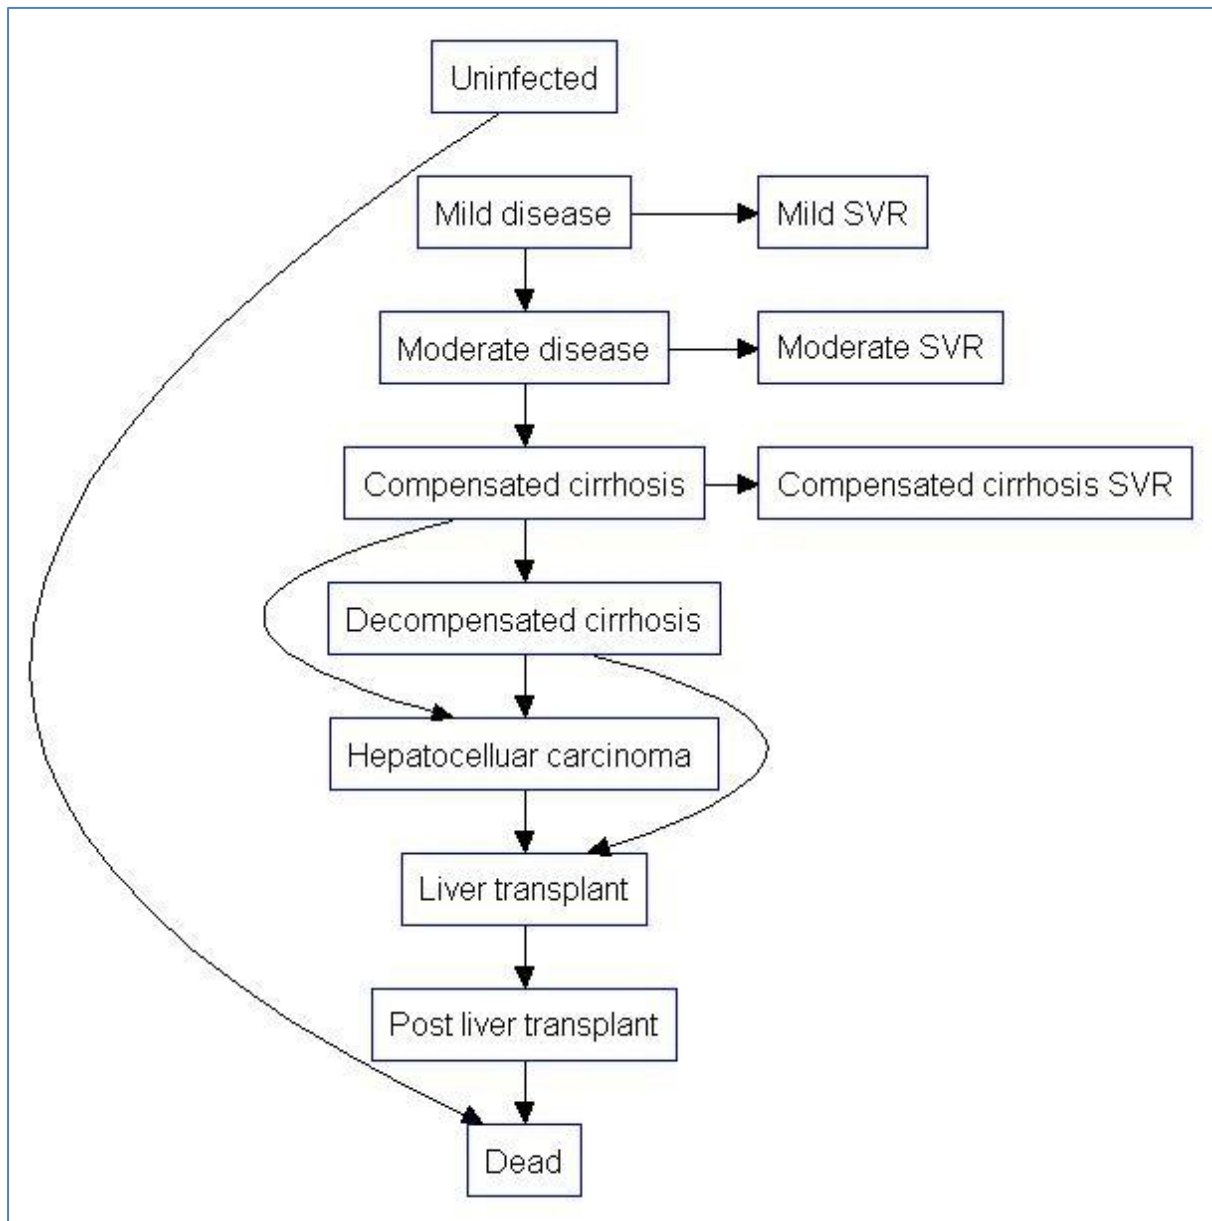 Uninfected
Mild disease
Mild SVR
Moderate disease
Moderate SVR
Compensated cirrhosis
Compensated cirrhosis SVR
Decompensated cirrhosis
Hepatocelluar carcinoma
Liver transplant
Post liver transplant
Dead